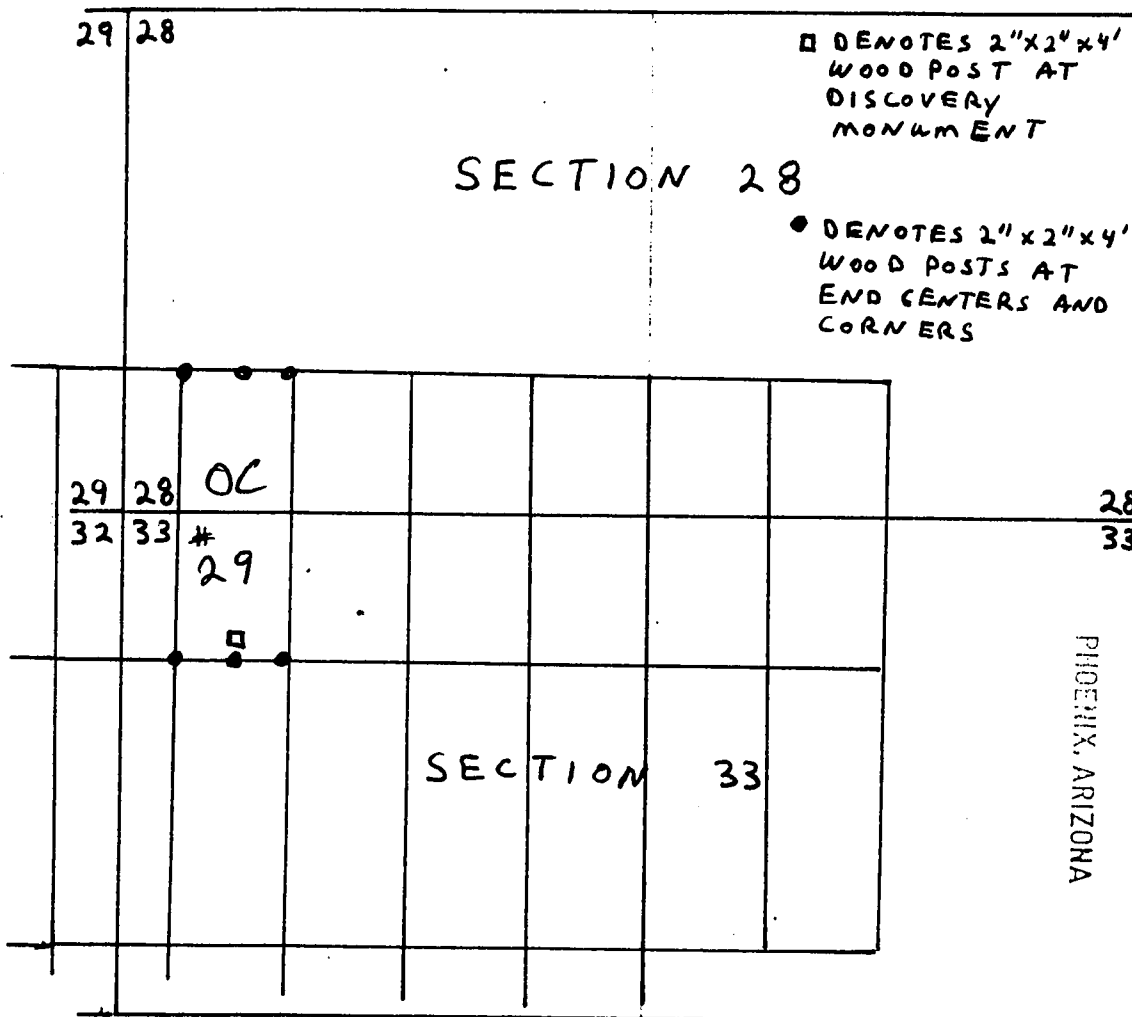 29 28
□ DENOTES 2"x2"x4'
WOOD POST AT
DISCOVERY
MONUMENT
SECTION 28
● DENOTES 2"x2"x4'
WOOD POSTS AT
END CENTERS AND
CORNERS
OC
29 28
32 33
#
29
28
33
SECTION 33
PHOENIX, ARIZONA